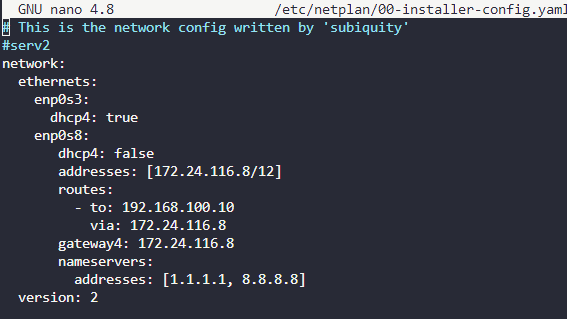 GNU nano 4.8 /etc/netplan/00-installer-config.yaml
# This is the network config written by 'subiquity'
#serv2
network:
  ethernets:
    enp0s3:
      dhcp4: true
    enp0s8:
       dhcp4: false
       addresses: [172.24.116.8/12]
       routes:
         - to: 192.168.100.10
           via: 172.24.116.8
       gateway4: 172.24.116.8
       nameservers:
         addresses: [1.1.1.1, 8.8.8.8]
  version: 2